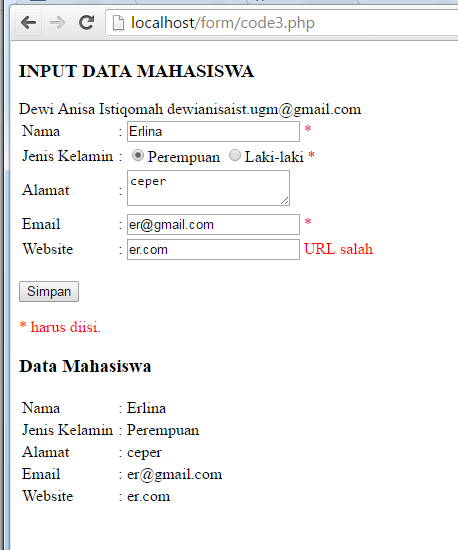 localhost/form/code3.php
INPUT DATA MAHASISWA
Dewi Anisa Istiqomah dewianisaist.ugm@gmail.com
Nama : Erlina *
Jenis Kelamin : Perempuan Laki-laki *
Alamat : ceper
Email : er@gmail.com *
Website : er.com URL salah
Simpan
* harus diisi.
Data Mahasiswa
Nama : Erlina
Jenis Kelamin : Perempuan
Alamat : ceper
Email : er@gmail.com
Website : er.com